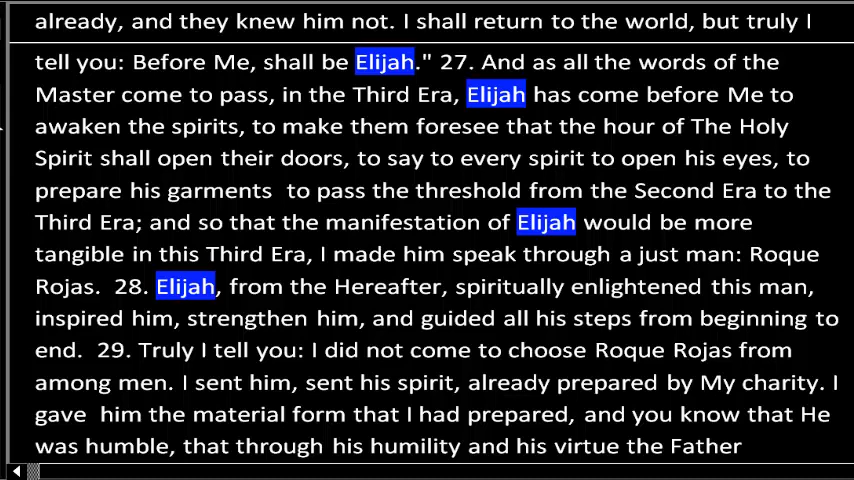 already, and they knew him not. I shall return to the world, but truly I
tell you: Before Me, shall be Elijah." 27. And as all the words of the
Master come to pass, in the Third Era, Elijah has come before Me to
awaken the spirits, to make them foresee that the hour of The Holy
Spirit shall open their doors, to say to every spirit to open his eyes, to
prepare his garments to pass the threshold from the Second Era to the
Third Era; and so that the manifestation of Elijah would be more
tangible in this Third Era, I made him speak through a just man: Roque
Rojas. 28. Elijah, from the Hereafter, spiritually enlightened this man,
inspired him, strengthen him, and guided all his steps from beginning to
end. 29. Truly I tell you: I did not come to choose Roque Rojas from
among men. I sent him, sent his spirit, already prepared by My charity. I
gave him the material form that I had prepared, and you know that He
was humble, that through his humility and his virtue the Father